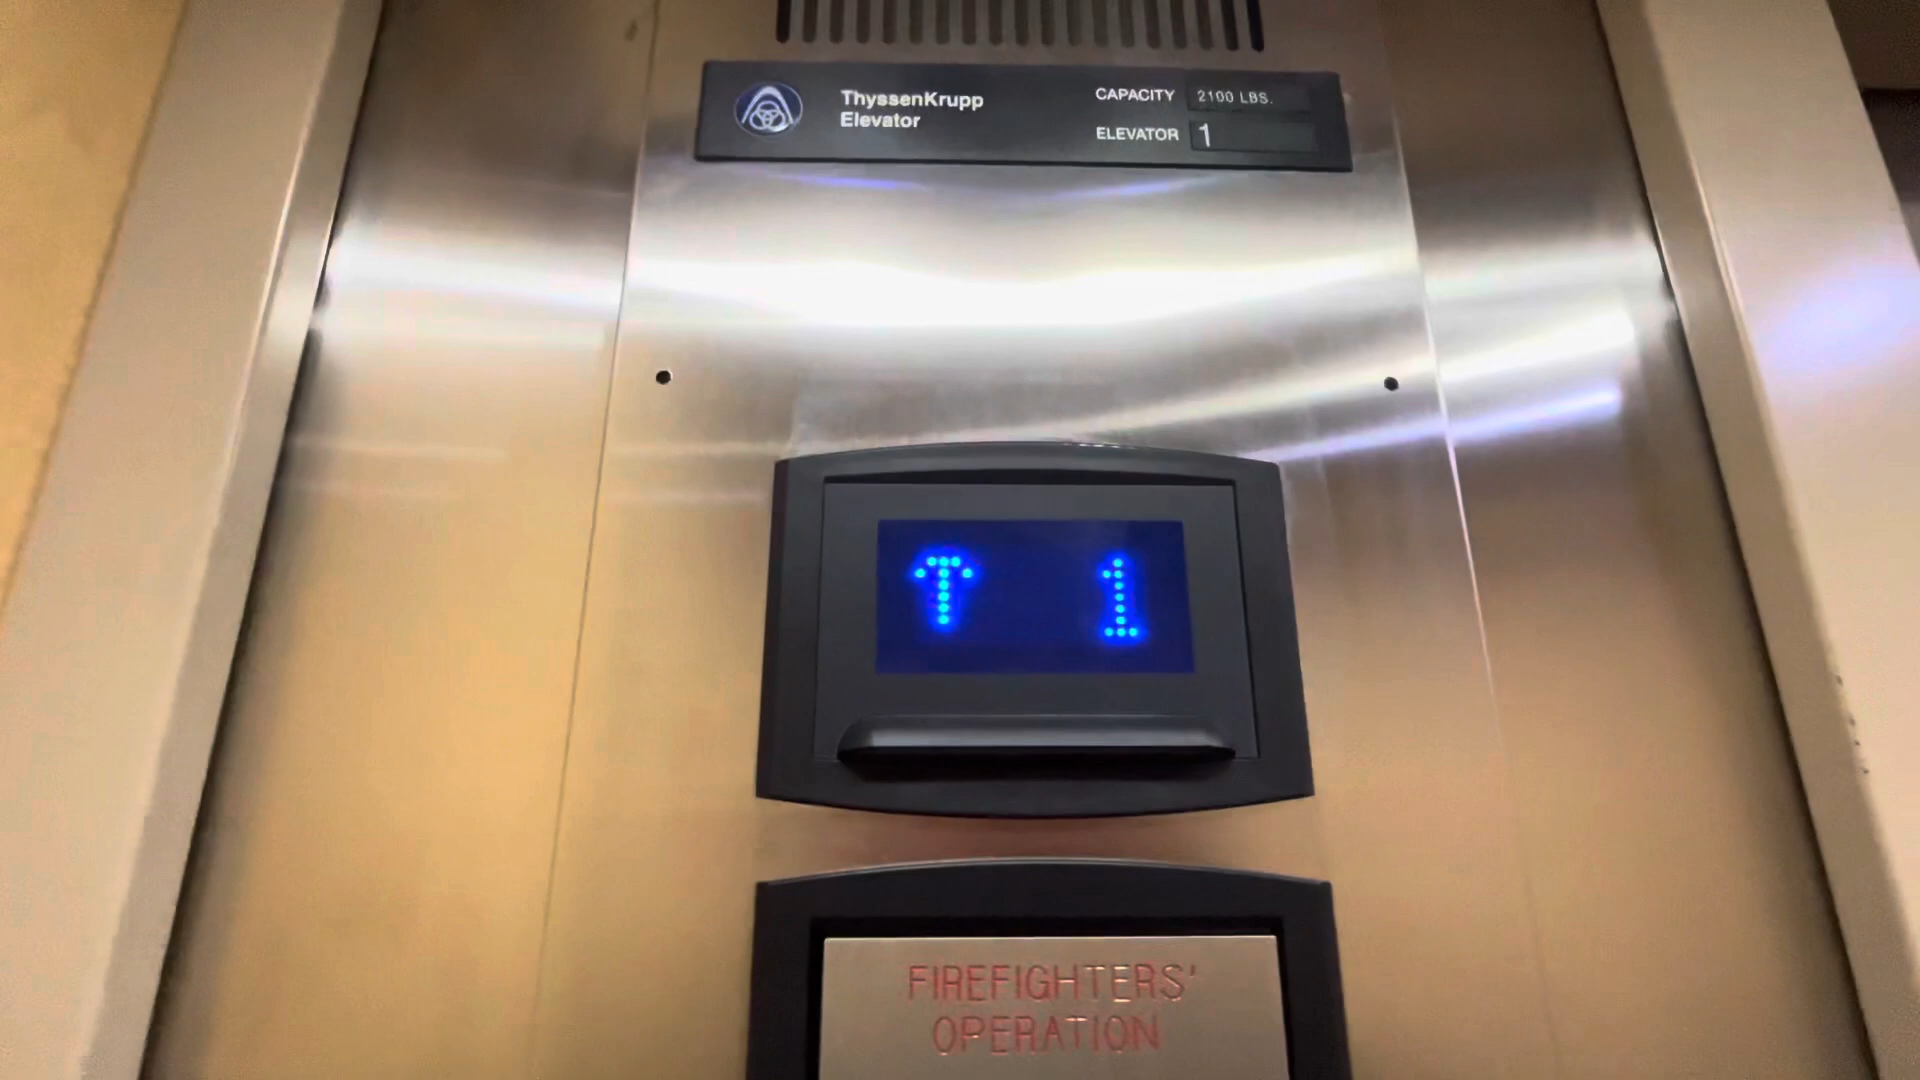 ThyssenKrupp
Elevator
CAPACITY 2100 LBS.
ELEVATOR 1
↑ 1
FIREFIGHTERS'
OPERATION